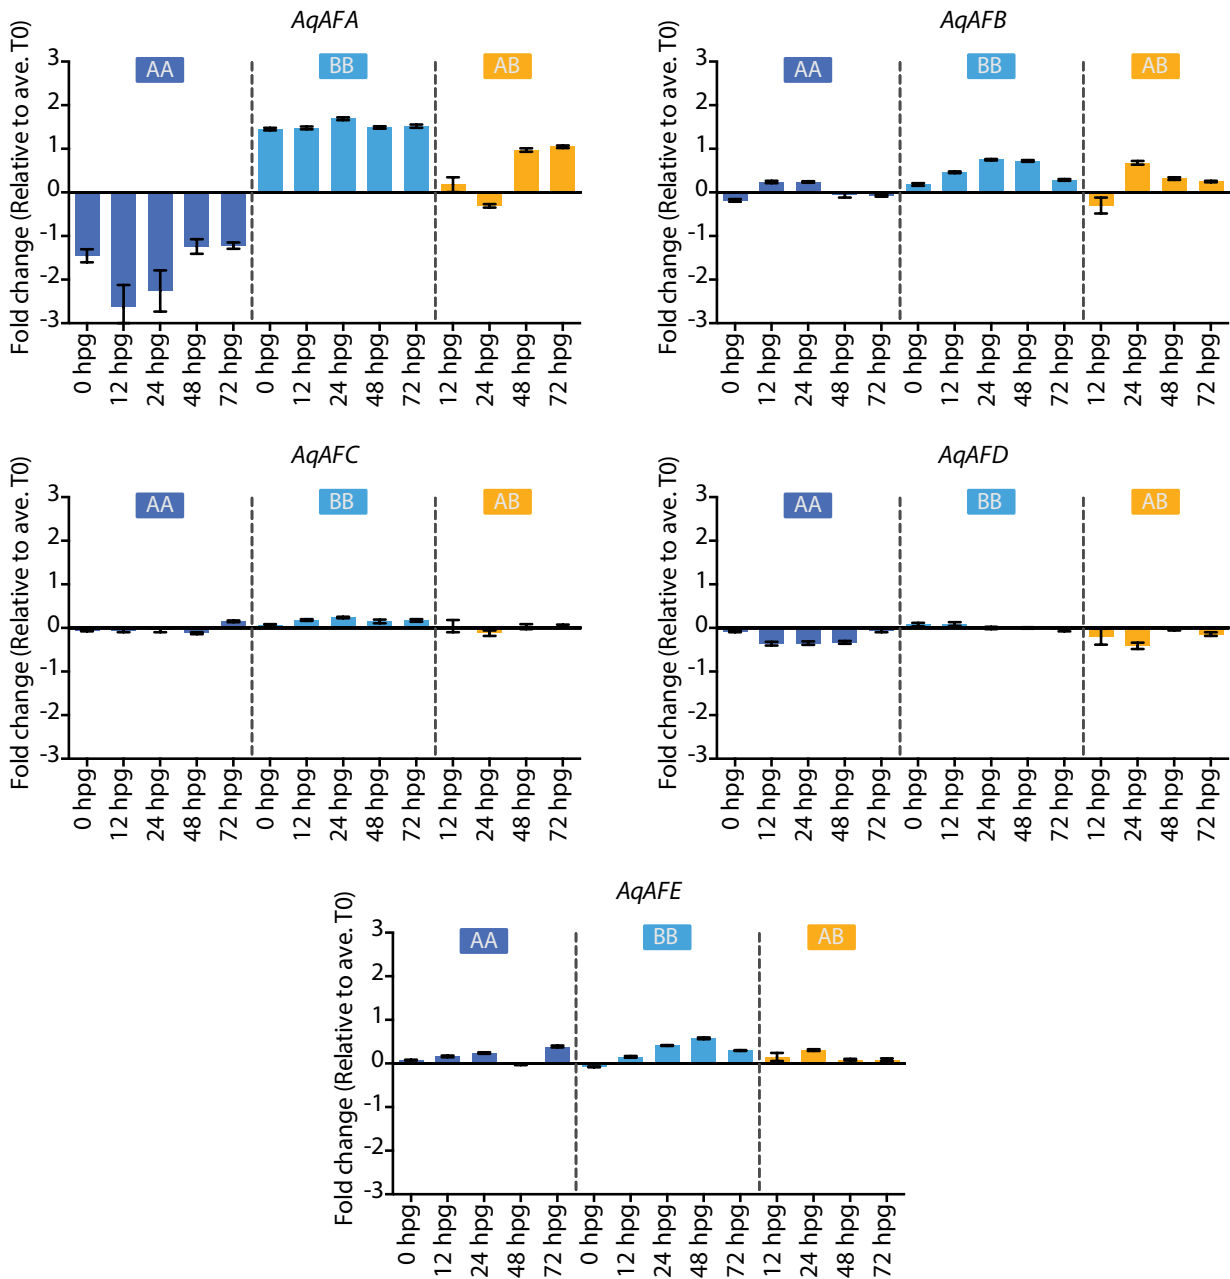 AqAFA
AA BB AB
Fold change (Relative to ave. T0)
3
2
1
0
-1
-2
-3
0 hpg 12 hpg 24 hpg 48 hpg 72 hpg 0 hpg 12 hpg 24 hpg 48 hpg 72 hpg 12 hpg 24 hpg 48 hpg 72 hpg
AqAFB
AA BB AB
Fold change (Relative to ave. T0)
3
2
1
0
-1
-2
-3
0 hpg 12 hpg 24 hpg 48 hpg 72 hpg 0 hpg 12 hpg 24 hpg 48 hpg 72 hpg 12 hpg 24 hpg 48 hpg 72 hpg
AqAFC
AA BB AB
Fold change (Relative to ave. T0)
3
2
1
0
-1
-2
-3
0 hpg 12 hpg 24 hpg 48 hpg 72 hpg 0 hpg 12 hpg 24 hpg 48 hpg 72 hpg 12 hpg 24 hpg 48 hpg 72 hpg
AqAFD
AA BB AB
Fold change (Relative to ave. T0)
3
2
1
0
-1
-2
-3
0 hpg 12 hpg 24 hpg 48 hpg 72 hpg 0 hpg 12 hpg 24 hpg 48 hpg 72 hpg 12 hpg 24 hpg 48 hpg 72 hpg
AqAFE
AA BB AB
Fold change (Relative to ave. T0)
3
2
1
0
-1
-2
-3
0 hpg 12 hpg 24 hpg 48 hpg 72 hpg 0 hpg 12 hpg 24 hpg 48 hpg 72 hpg 12 hpg 24 hpg 48 hpg 72 hpg